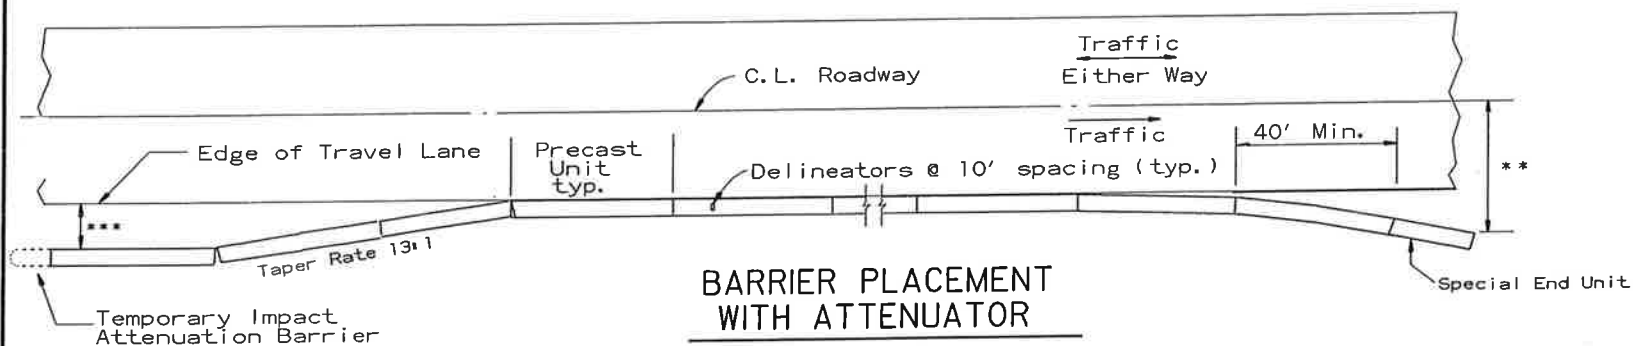 Traffic
Either Way
C.L. Roadway
Traffic
40' Min.
Edge of Travel Lane
Precast
Unit
typ.
Delineators @ 10' spacing (typ.)
**
***
Taper Rate 13:1
Special End Unit
BARRIER PLACEMENT
WITH ATTENUATOR
Temporary Impact
Attenuation Barrier